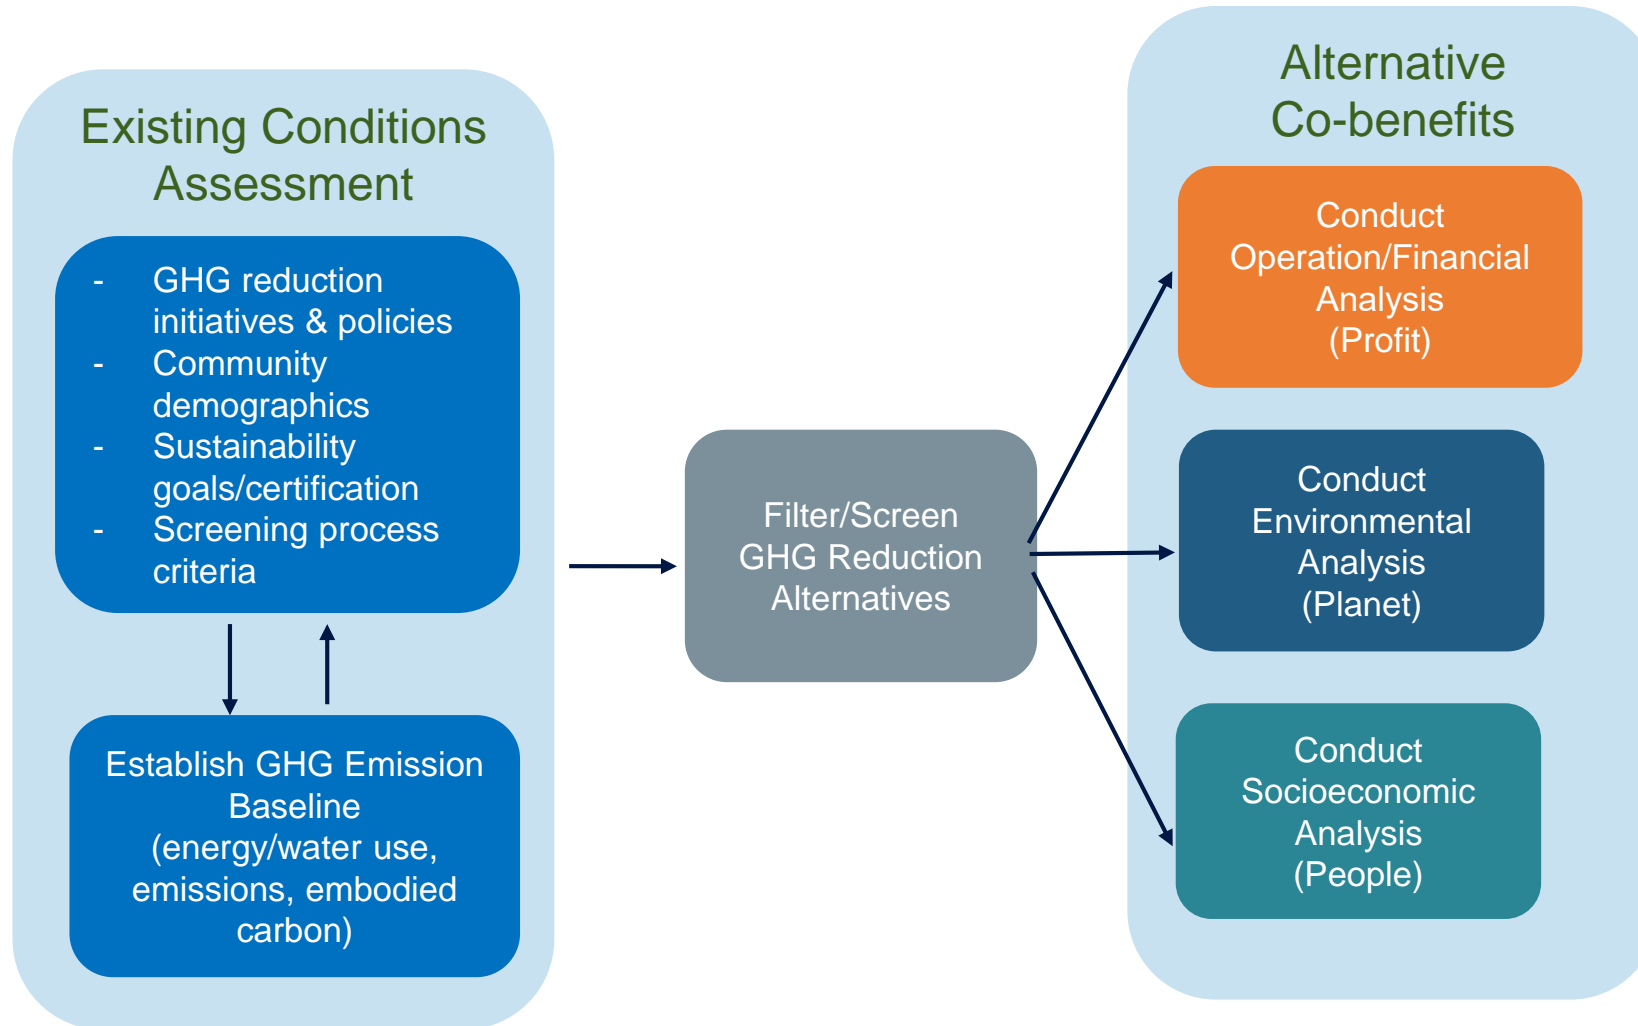 Existing Conditions
Assessment
- GHG reduction
initiatives & policies
- Community
demographics
- Sustainability
goals/certification
- Screening process
criteria
Establish GHG Emission
Baseline
(energy/water use,
emissions, embodied
carbon)
Filter/Screen
GHG Reduction
Alternatives
Alternative
Co-benefits
Conduct
Operation/Financial
Analysis
(Profit)
Conduct
Environmental
Analysis
(Planet)
Conduct
Socioeconomic
Analysis
(People)